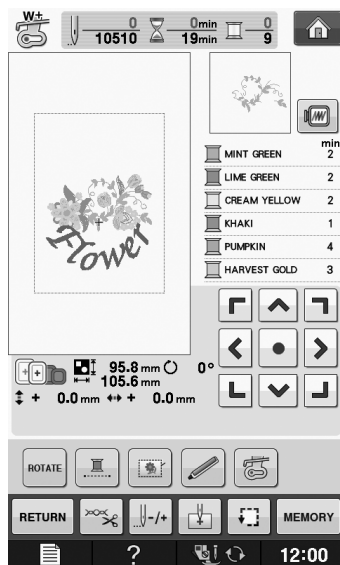 W+
0 0min 0
10510 19min 9
min
MINT GREEN 2
LIME GREEN 2
CREAM YELLOW 2
KHAKI 1
PUMPKIN 4
HARVEST GOLD 3
Flower
95.8 mm 0°
105.6 mm
+ 0.0 mm + 0.0 mm
ROTATE
RETURN -/+ MEMORY
? 12:00